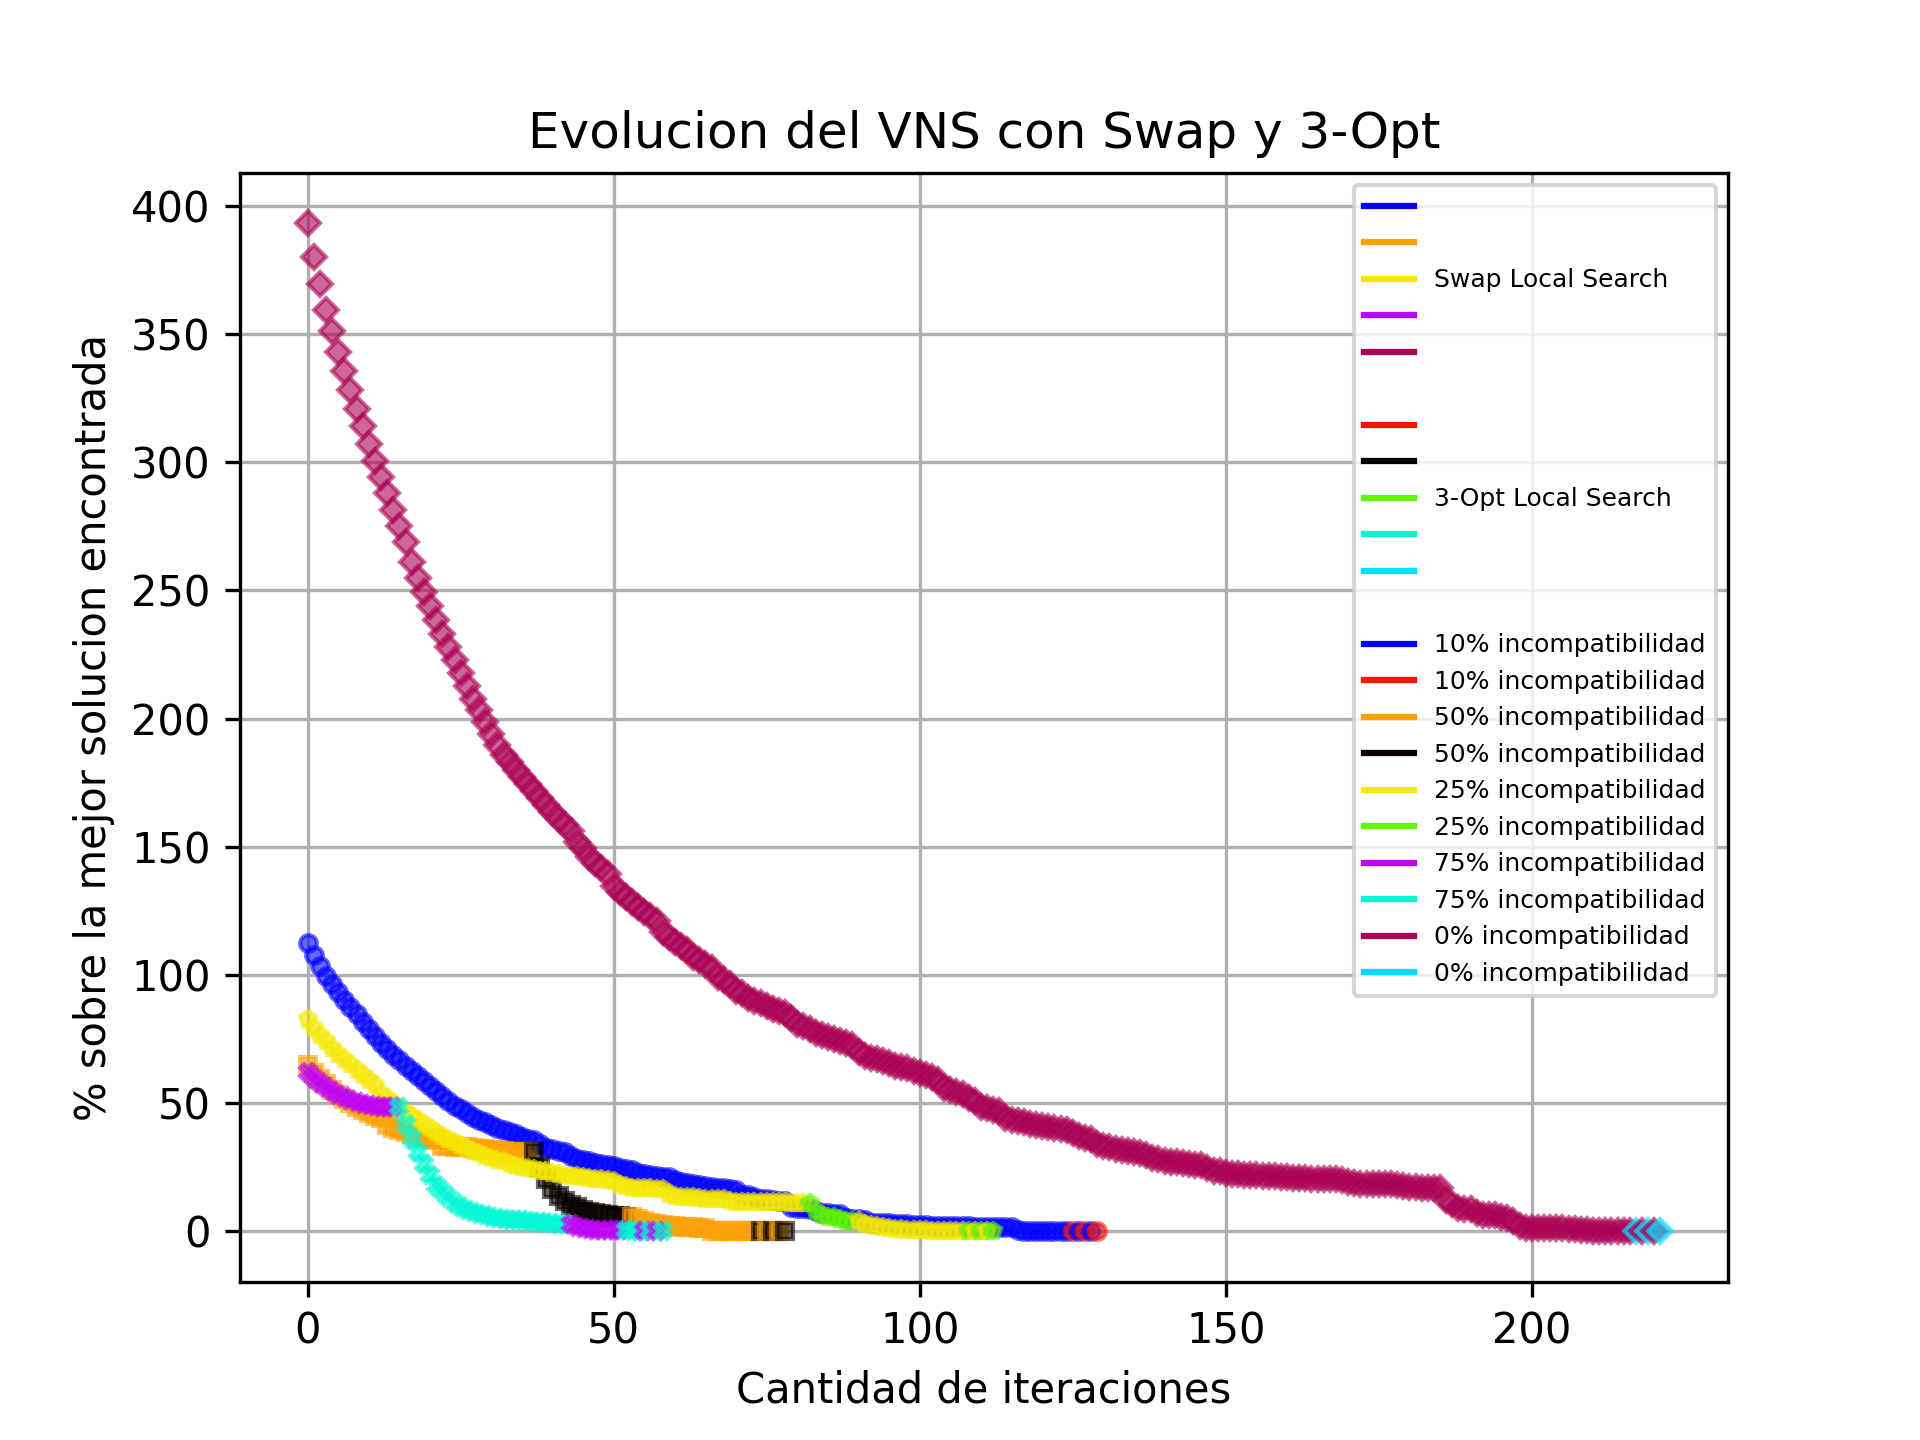 Evolucion del VNS con Swap y 3-Opt
% sobre la mejor solucion encontrada
400
350
300
250
200
150
100
50
0
Swap Local Search
3-Opt Local Search
10% incompatibilidad
10% incompatibilidad
50% incompatibilidad
50% incompatibilidad
25% incompatibilidad
25% incompatibilidad
75% incompatibilidad
75% incompatibilidad
0% incompatibilidad
0% incompatibilidad
0 50 100 150 200
Cantidad de iteraciones